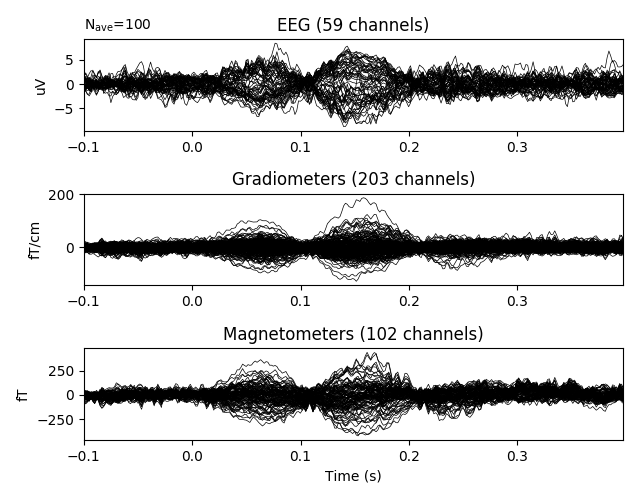 N_ave=100
EEG (59 channels)
5
0
−5
uV
−0.1 0.0 0.1 0.2 0.3
Gradiometers (203 channels)
200
0
fT/cm
−0.1 0.0 0.1 0.2 0.3
Magnetometers (102 channels)
250
0
−250
fT
−0.1 0.0 0.1 0.2 0.3
Time (s)